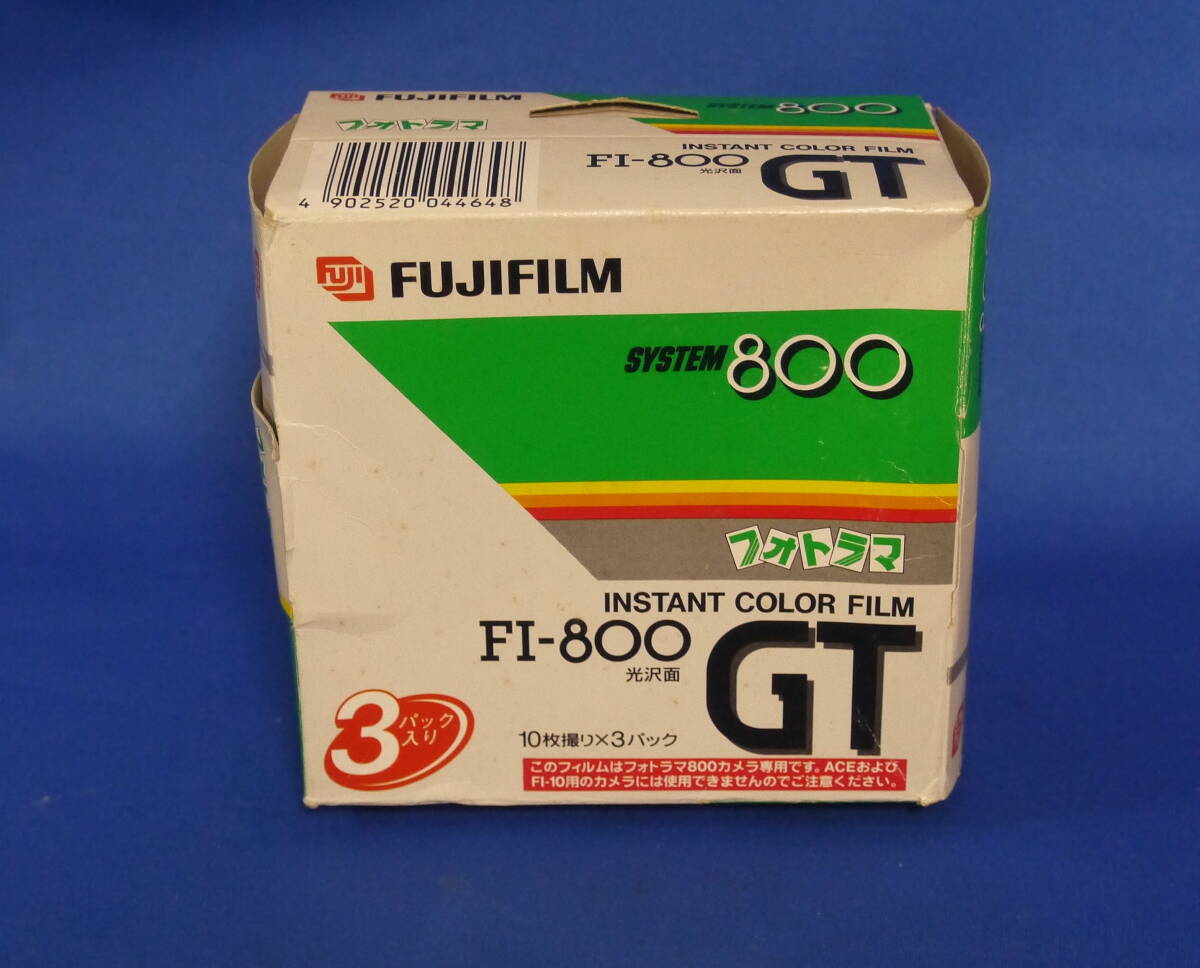 FUJI FUJIFILM
SYSTEM 800
フォトラマ
INSTANT COLOR FILM
FI-800 GT
光沢面
4 902520 044648
FUJI FUJIFILM
SYSTEM 800
フォトラマ
INSTANT COLOR FILM
FI-800 GT
光沢面
3パック
入り
10枚撮り×3パック
このフィルムはフォトラマ800カメラ専用です。ACEおよび
FI-10用のカメラには使用できませんのでご注意ください。